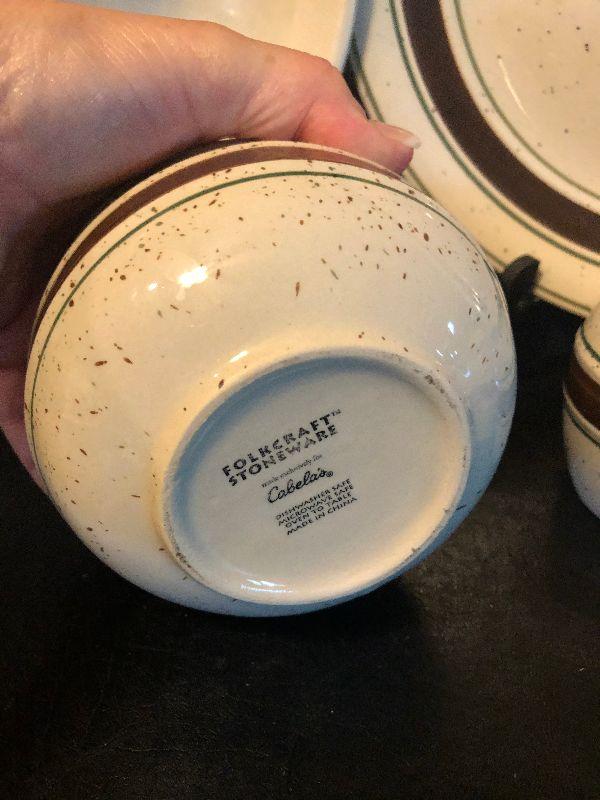 FOLKCRAFT™
STONEWARE
made exclusively for
Cabela's®
DISHWASHER SAFE
MICROWAVE SAFE
OVEN TO TABLE
MADE IN CHINA